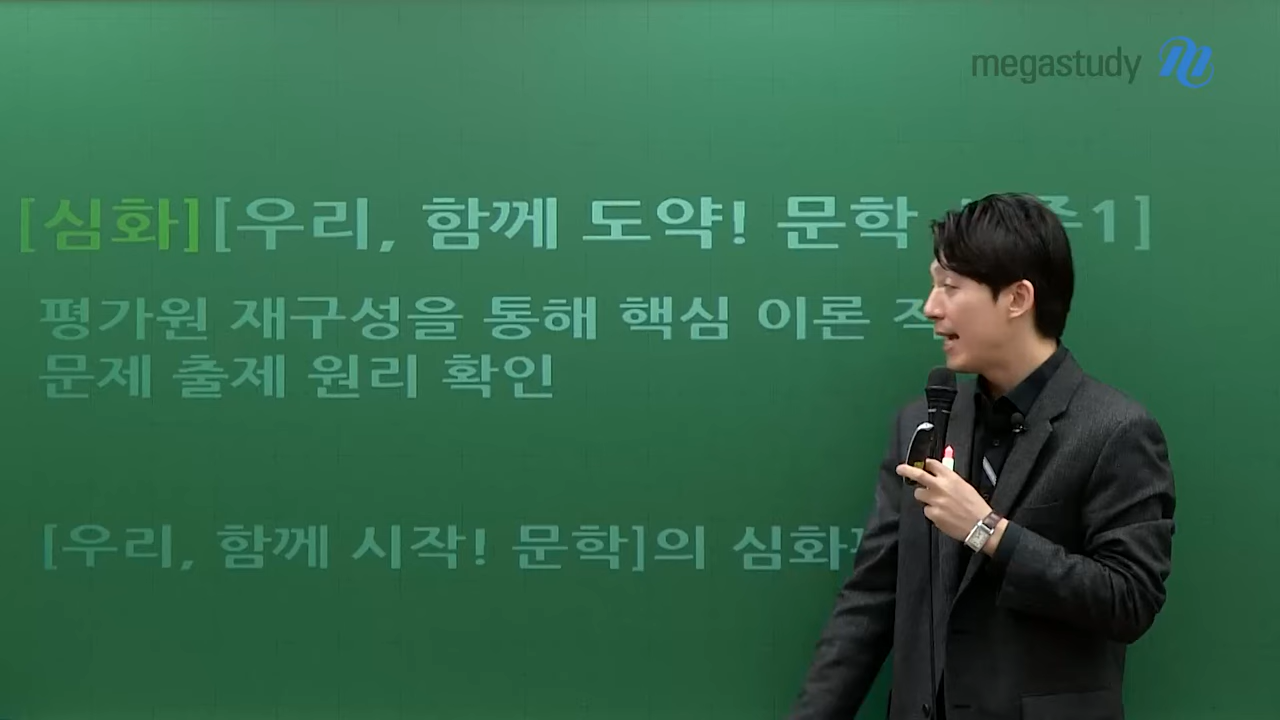 megastudy
[심화][우리, 함께 도약! 문학 1]
평가원 재구성을 통해 핵심 이론
문제 출제 원리 확인
[우리, 함께 시작! 문학]의